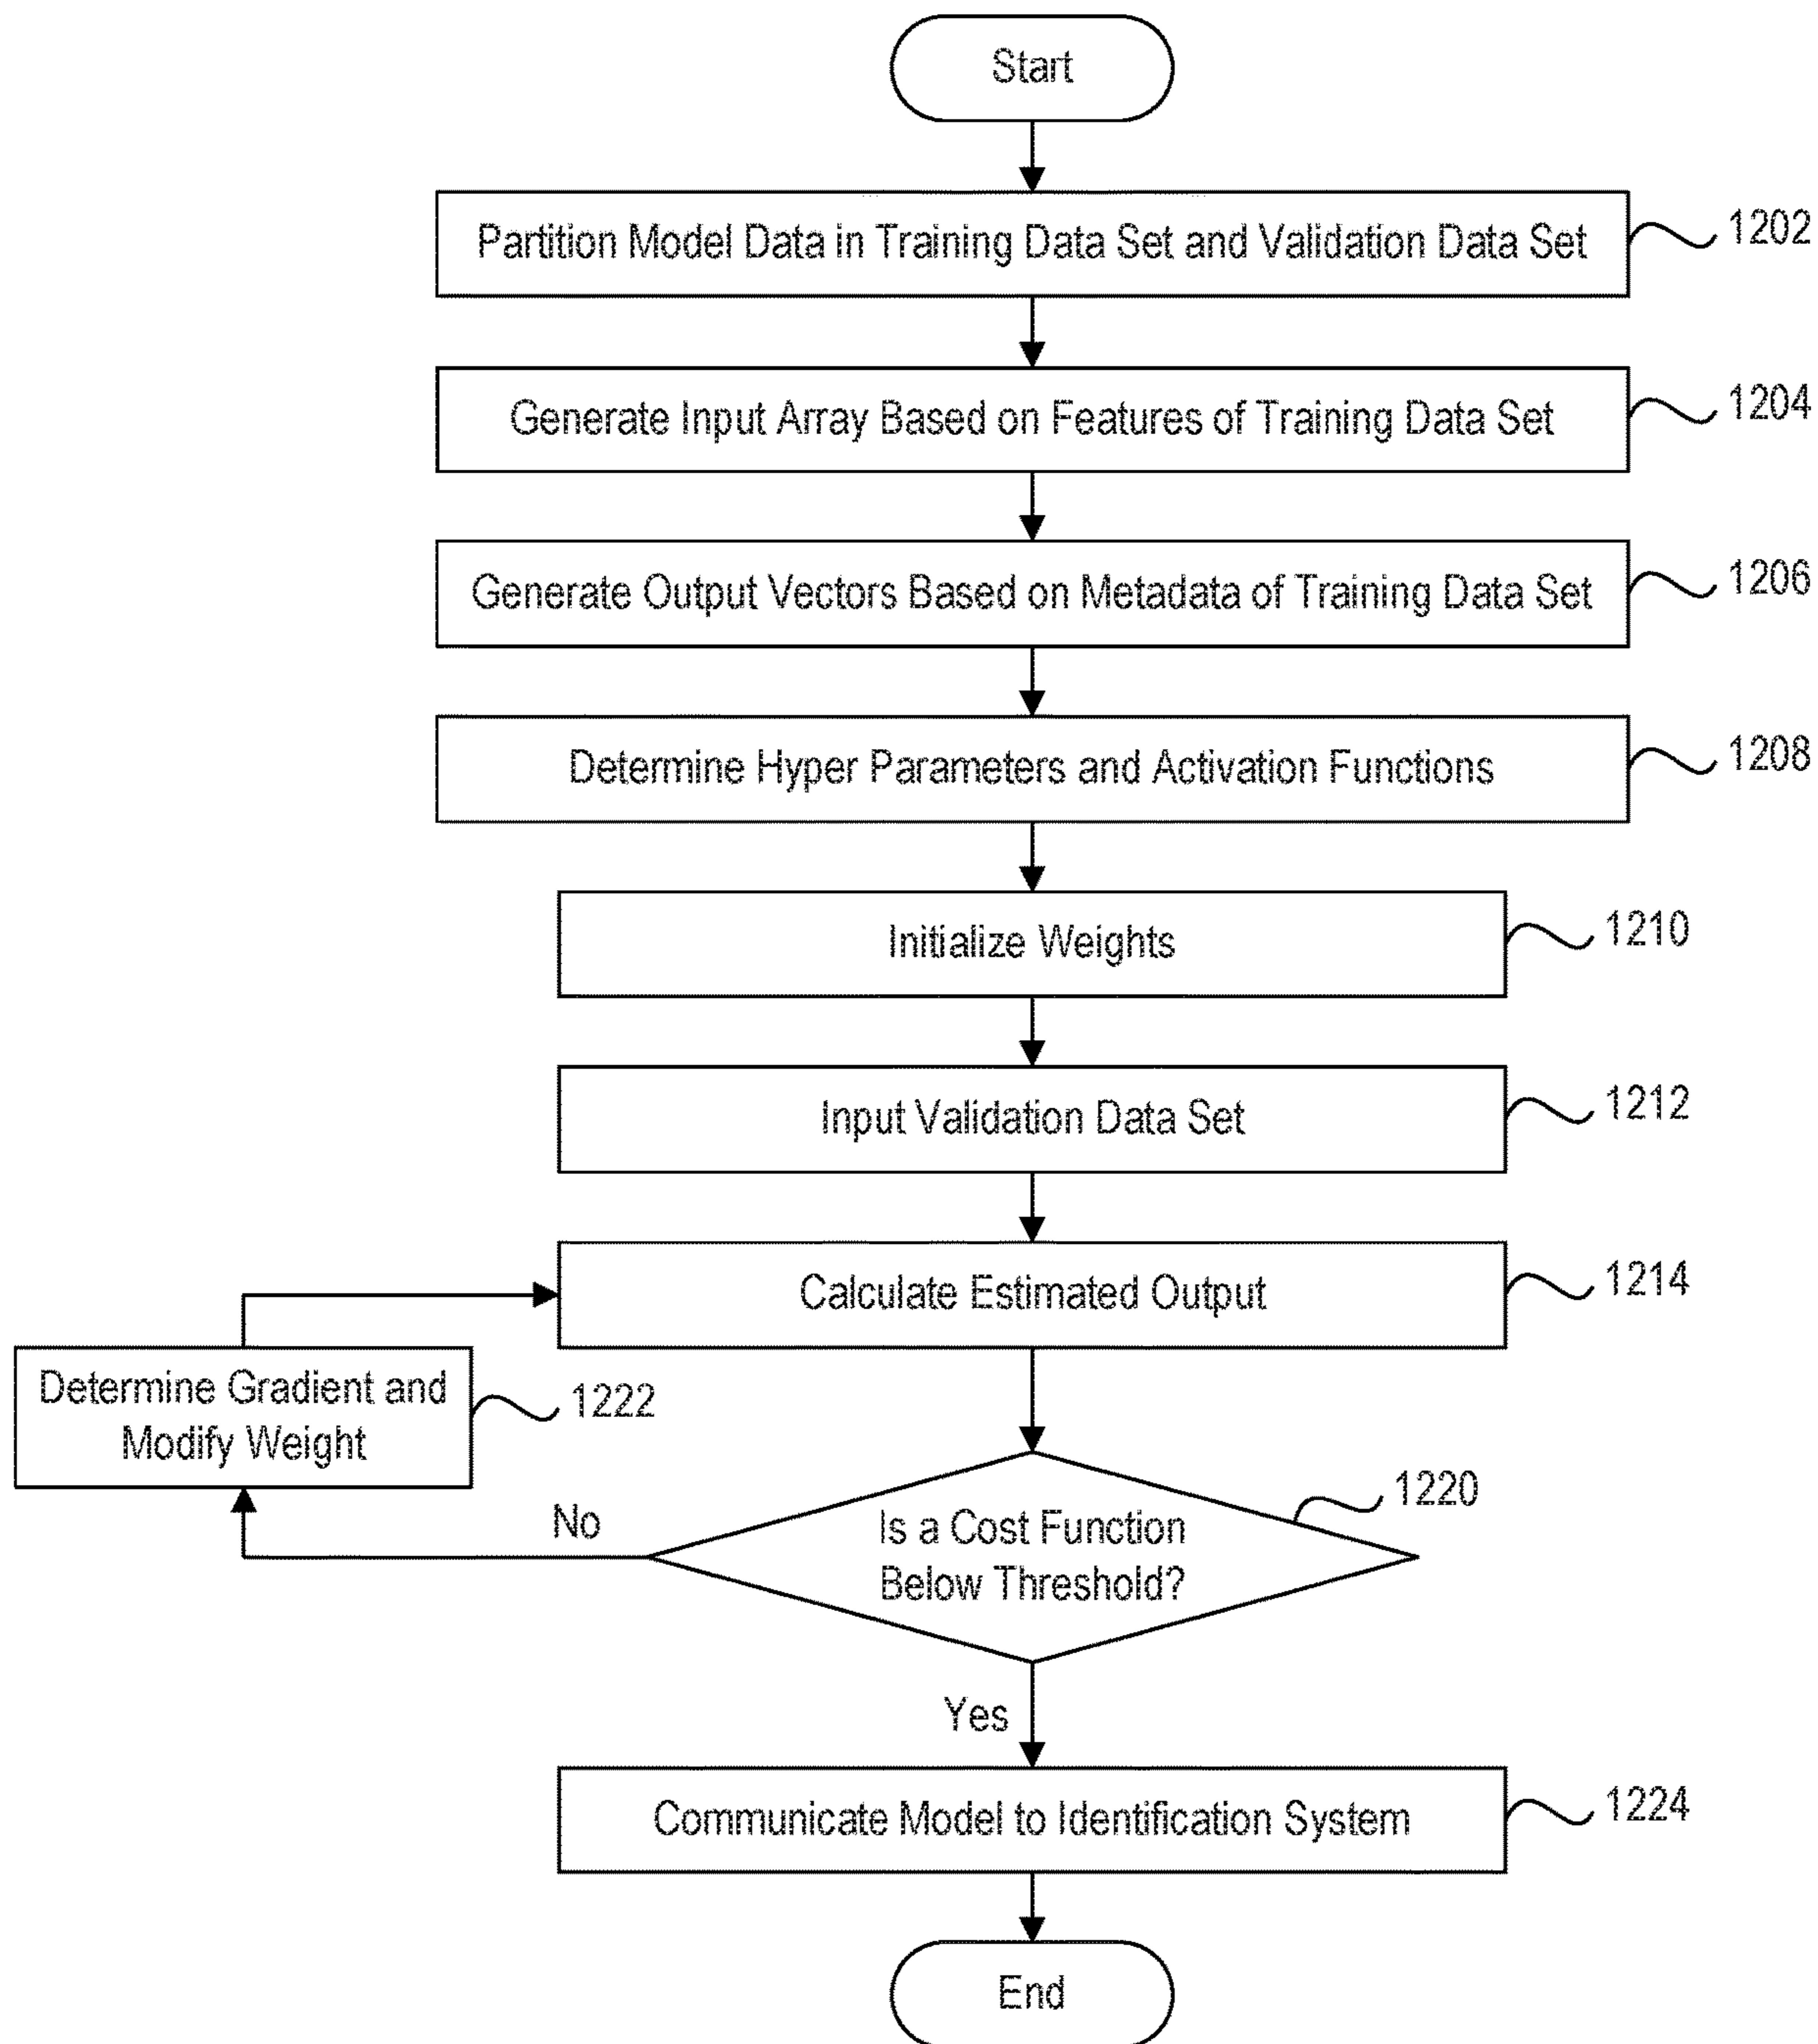 Start
Partition Model Data in Training Data Set and Validation Data Set
1202
Generate Input Array Based on Features of Training Data Set
1204
Generate Output Vectors Based on Metadata of Training Data Set
1206
Determine Hyper Parameters and Activation Functions
1208
Initialize Weights
1210
Input Validation Data Set
1212
Calculate Estimated Output
1214
Determine Gradient and
Modify Weight
1222
No
Is a Cost Function
Below Threshold?
1220
Yes
Communicate Model to Identification System
1224
End